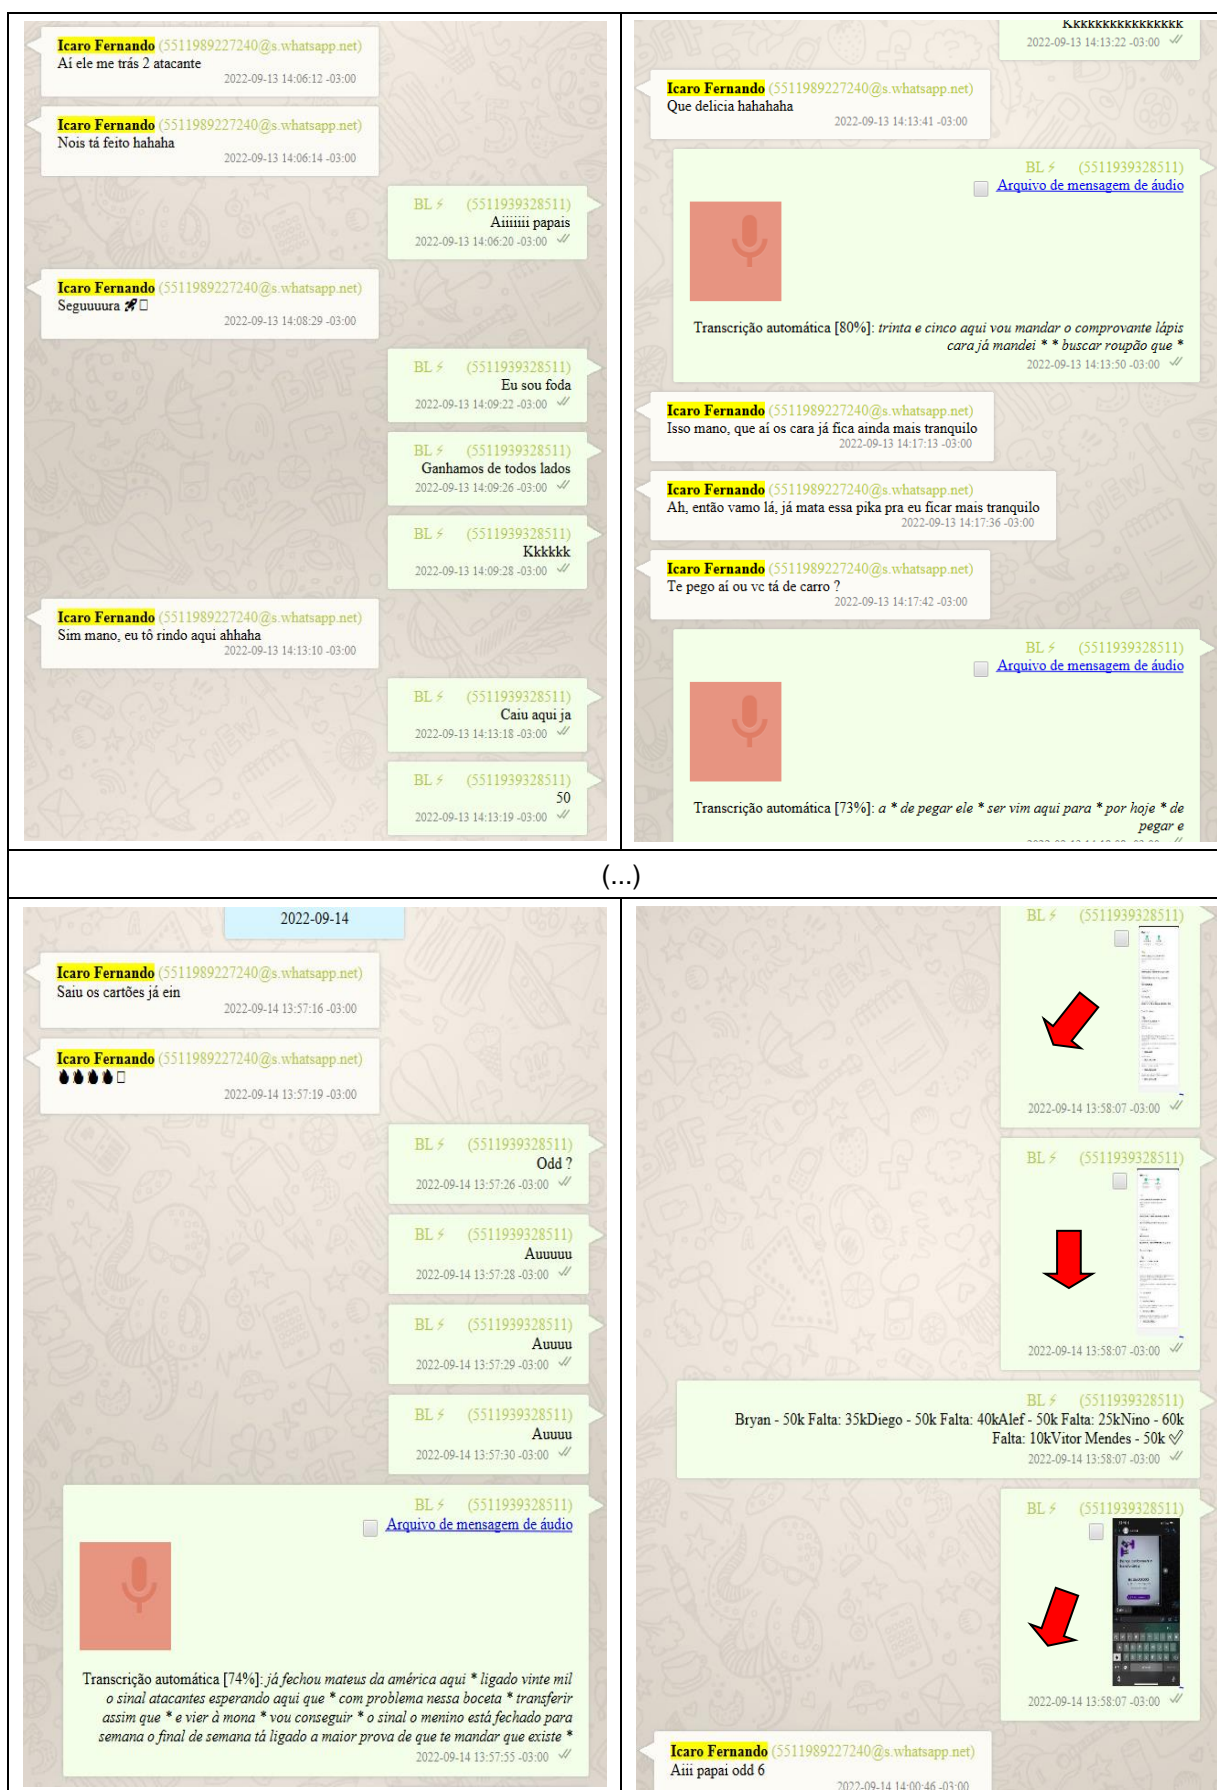 Icaro Fernando (5511989227240@s.whatsapp.net)
Aí ele me trás 2 atacante
2022-09-13 14:06:12 -03:00
Icaro Fernando (5511989227240@s.whatsapp.net)
Nois tá feito hahaha
2022-09-13 14:06:14 -03:00
BL⚡ (5511939328511)
Aiiiiiii papais
2022-09-13 14:06:20 -03:00
Icaro Fernando (5511989227240@s.whatsapp.net)
Seguuuura 🚀
2022-09-13 14:08:29 -03:00
BL⚡ (5511939328511)
Eu sou foda
2022-09-13 14:09:22 -03:00
BL⚡ (5511939328511)
Ganhamos de todos lados
2022-09-13 14:09:26 -03:00
BL⚡ (5511939328511)
Kkkkkk
2022-09-13 14:09:28 -03:00
Icaro Fernando (5511989227240@s.whatsapp.net)
Sim mano, eu tô rindo aqui ahhaha
2022-09-13 14:13:10 -03:00
BL⚡ (5511939328511)
Caiu aqui ja
2022-09-13 14:13:18 -03:00
BL⚡ (5511939328511)
50
2022-09-13 14:13:19 -03:00
Kkkkkkkkkkkkkkkk
2022-09-13 14:13:22 -03:00
Icaro Fernando (5511989227240@s.whatsapp.net)
Que delicia hahahaha
2022-09-13 14:13:41 -03:00
BL⚡ (5511939328511)
Arquivo de mensagem de áudio
Transcrição automática [80%]: trinta e cinco aqui vou mandar o comprovante lápis
cara já mandei * * buscar roupão que *
2022-09-13 14:13:50 -03:00
Icaro Fernando (5511989227240@s.whatsapp.net)
Isso mano, que aí os cara já fica ainda mais tranquilo
2022-09-13 14:17:13 -03:00
Icaro Fernando (5511989227240@s.whatsapp.net)
Ah, então vamo lá, já mata essa pika pra eu ficar mais tranquilo
2022-09-13 14:17:36 -03:00
Icaro Fernando (5511989227240@s.whatsapp.net)
Te pego aí ou vc tá de carro ?
2022-09-13 14:17:42 -03:00
BL⚡ (5511939328511)
Arquivo de mensagem de áudio
Transcrição automática [73%]: a * de pegar ele * ser vim aqui para * por hoje * de
pegar e
(...)
2022-09-14
Icaro Fernando (5511989227240@s.whatsapp.net)
Saiu os cartões já ein
2022-09-14 13:57:16 -03:00
Icaro Fernando (5511989227240@s.whatsapp.net)
🔥🔥🔥🔥
2022-09-14 13:57:19 -03:00
BL⚡ (5511939328511)
Odd ?
2022-09-14 13:57:26 -03:00
BL⚡ (5511939328511)
Auuuuu
2022-09-14 13:57:28 -03:00
BL⚡ (5511939328511)
Auuuu
2022-09-14 13:57:29 -03:00
BL⚡ (5511939328511)
Auuuu
2022-09-14 13:57:30 -03:00
BL⚡ (5511939328511)
Arquivo de mensagem de áudio
Transcrição automática [74%]: já fechou mateus da américa aqui * ligado vinte mil
o sinal atacantes esperando aqui que * com problema nessa boceta * transferir
assim que * e vier à mona * vou conseguir * o sinal o menino está fechado para
semana o final de semana tá ligado a maior prova de que te mandar que existe *
2022-09-14 13:57:55 -03:00
BL⚡ (5511939328511)
2022-09-14 13:58:07 -03:00
BL⚡ (5511939328511)
2022-09-14 13:58:07 -03:00
BL⚡ (5511939328511)
Bryan - 50k Falta: 35kDiego - 50k Falta: 40kAlef - 50k Falta: 25kNino - 60k
Falta: 10kVitor Mendes - 50k ✅
2022-09-14 13:58:07 -03:00
BL⚡ (5511939328511)
2022-09-14 13:58:07 -03:00
Icaro Fernando (5511989227240@s.whatsapp.net)
Aiii papai odd 6
2022-09-14 14:00:46 -03:00